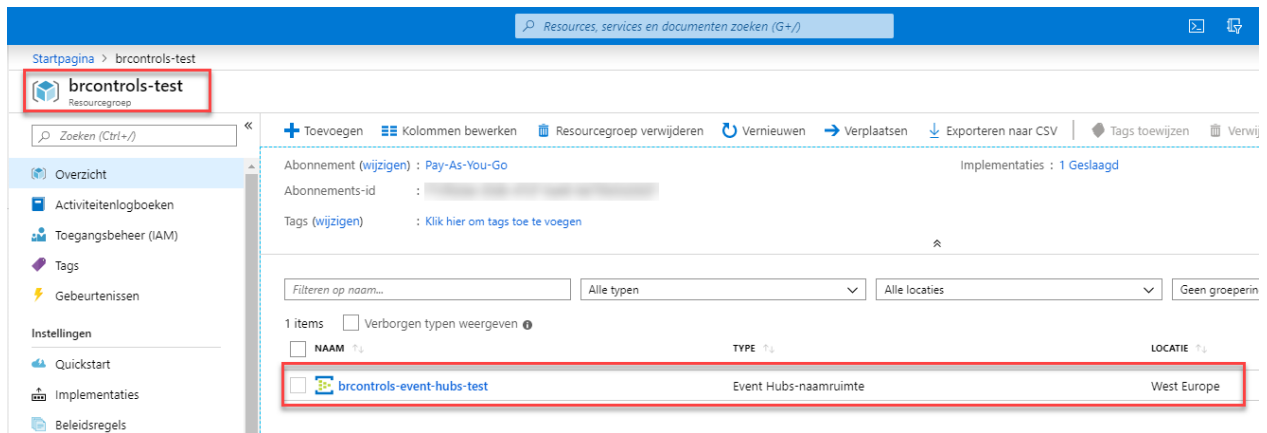 Resources, services en documenten zoeken (G+/)
Startpagina > brcontrols-test
brcontrols-test
Resourcegroep
Zoeken (Ctrl+/)
«
Toevoegen Kolommen bewerken Resourcegroep verwijderen Vernieuwen Verplaatsen Exporteren naar CSV Tags toewijzen Verwij
Overzicht
Activiteitenlogboeken
Toegangsbeheer (IAM)
Tags
Gebeurtenissen
Instellingen
Quickstart
Implementaties
Beleidsregels
Abonnement (wijzigen) : Pay-As-You-Go
Implementaties : 1 Geslaagd
Abonnements-id :
Tags (wijzigen) : Klik hier om tags toe te voegen
Filteren op naam...
Alle typen
Alle locaties
Geen groeperin
1 items Verborgen typen weergeven
NAAM ↑↓ TYPE ↑↓ LOCATIE ↑↓
brcontrols-event-hubs-test Event Hubs-naamruimte West Europe